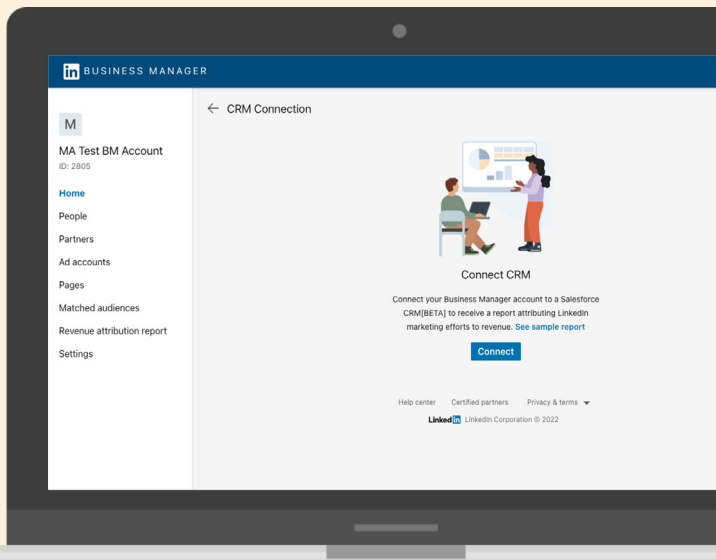 in BUSINESS MANAGER
M
MA Test BM Account
ID: 2805
Home
People
Partners
Ad accounts
Pages
Matched audiences
Revenue attribution report
Settings
← CRM Connection
Connect CRM
Connect your Business Manager account to a Salesforce
CRM[BETA] to receive a report attributing LinkedIn
marketing efforts to revenue. See sample report
Connect
Help center Certified partners Privacy & terms
Linked in LinkedIn Corporation © 2022